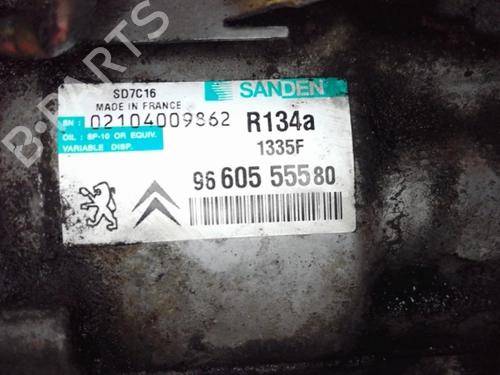 B-PARTS
SD7C16
MADE IN FRANCE
SANDEN
SN : 02104009862
R134a
OIL : SP-10 OR EQUIV.
VARIABLE DISP.
1335F
96 605 555 80